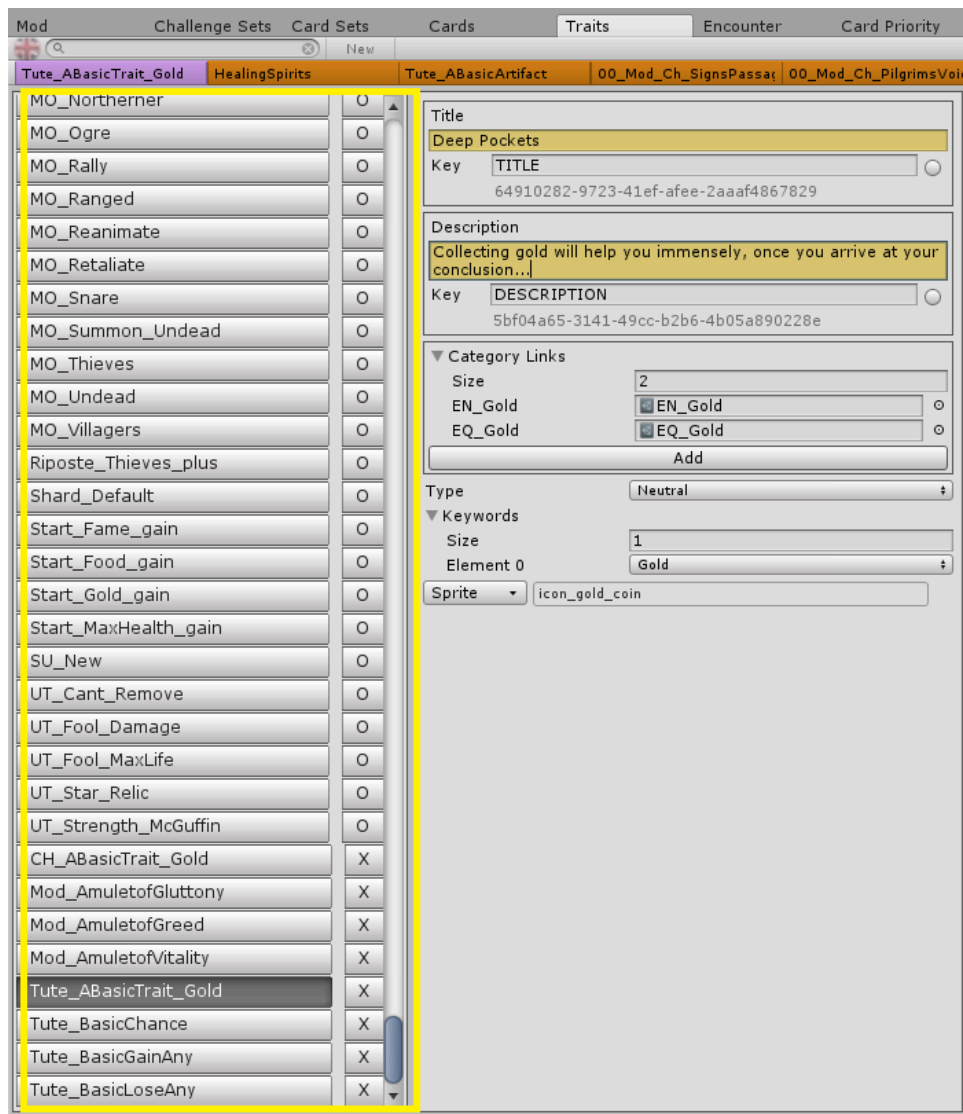 Mod Challenge Sets Card Sets Cards Traits Encounter Card Priority
New
Tute_ABasicTrait_Gold HealingSpirits Tute_ABasicArtifact 00_Mod_Ch_SignsPassag 00_Mod_Ch_PilgrimsVoi
MO_Northerner O
MO_Ogre O
MO_Rally O
MO_Ranged O
MO_Reanimate O
MO_Retaliate O
MO_Snare O
MO_Summon_Undead O
MO_Thieves O
MO_Undead O
MO_Villagers O
Riposte_Thieves_plus O
Shard_Default O
Start_Fame_gain O
Start_Food_gain O
Start_Gold_gain O
Start_MaxHealth_gain O
SU_New O
UT_Cant_Remove O
UT_Fool_Damage O
UT_Fool_MaxLife O
UT_Star_Relic O
UT_Strength_McGuffin O
CH_ABasicTrait_Gold X
Mod_AmuletofGluttony X
Mod_AmuletofGreed X
Mod_AmuletofVitality X
Tute_ABasicTrait_Gold X
Tute_BasicChance X
Tute_BasicGainAny X
Tute_BasicLoseAny X
Title
Deep Pockets
Key TITLE
64910282-9723-41ef-afee-2aaaf4867829
Description
Collecting gold will help you immensely, once you arrive at your
conclusion...
Key DESCRIPTION
5bf04a65-3141-49cc-b2b6-4b05a890228e
Category Links
Size 2
EN_Gold EN_Gold
EQ_Gold EQ_Gold
Add
Type Neutral
Keywords
Size 1
Element 0 Gold
Sprite icon_gold_coin